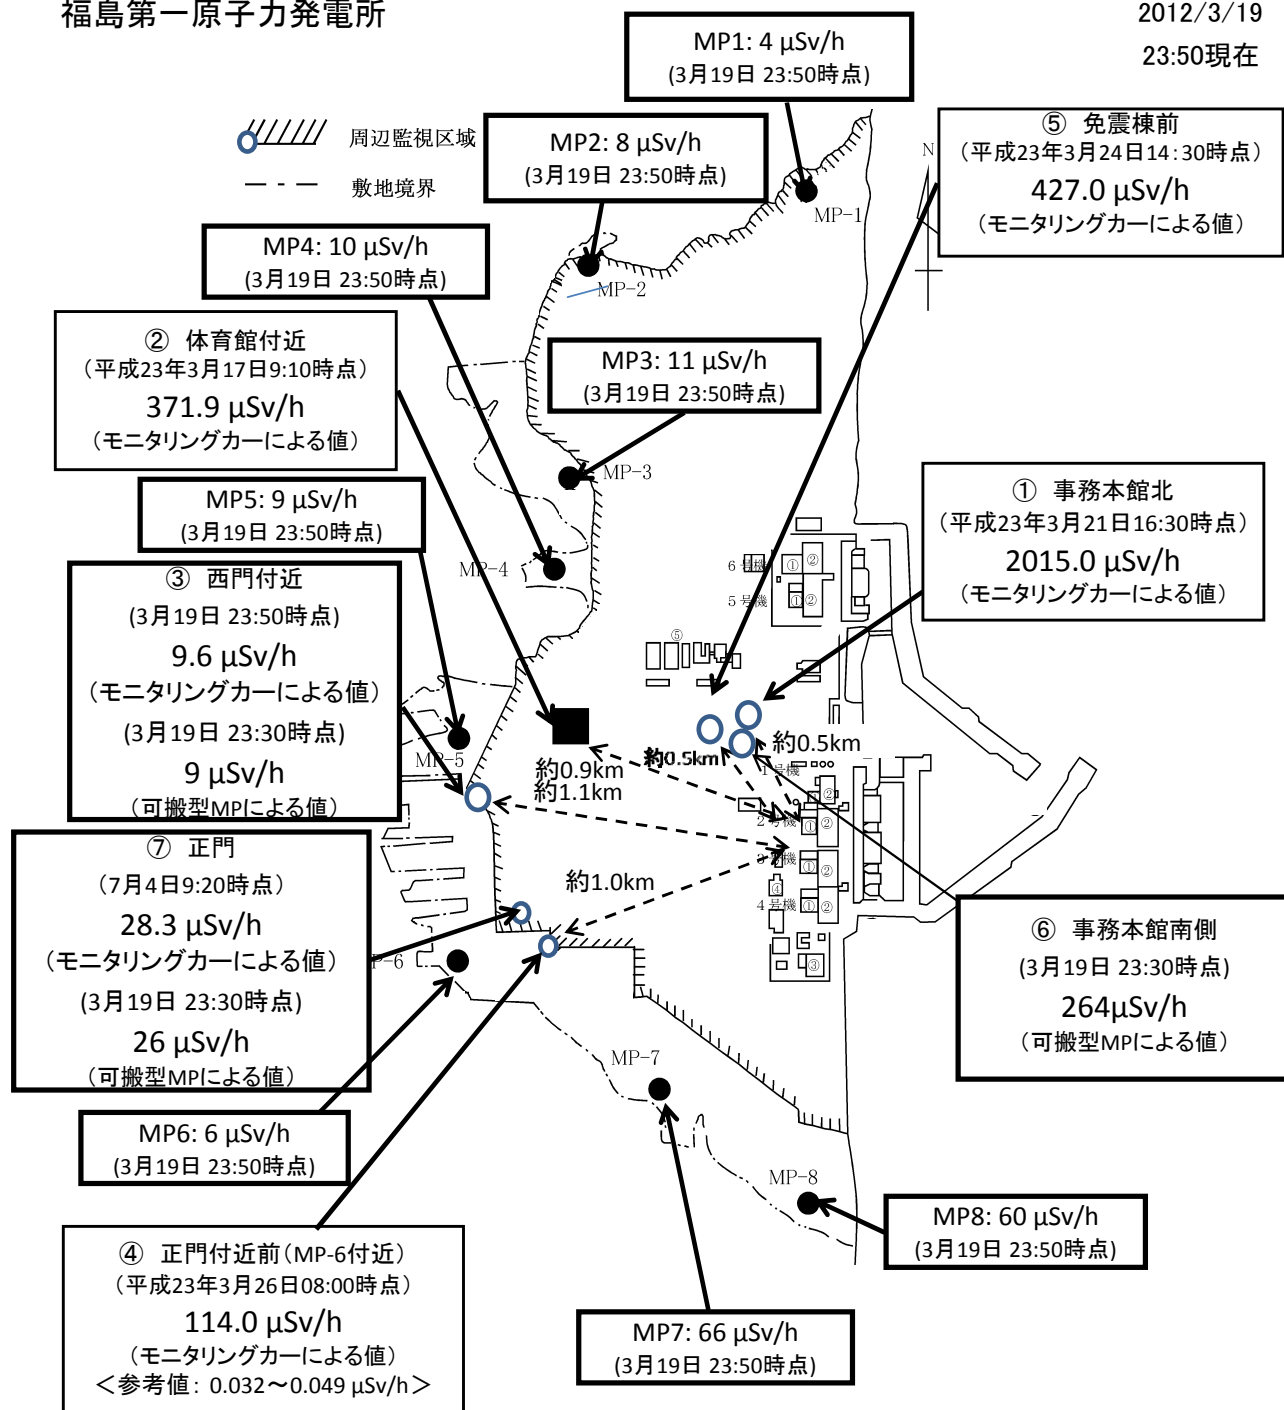 福島第一原子力発電所
2012/3/19
23:50現在
周辺監視区域
敷地境界
N
MP1: 4 μSv/h
(3月19日 23:50時点)
MP2: 8 μSv/h
(3月19日 23:50時点)
⑤ 免震棟前
(平成23年3月24日14:30時点)
427.0 μSv/h
(モニタリングカーによる値)
MP-1
MP4: 10 μSv/h
(3月19日 23:50時点)
MP-2
② 体育館付近
(平成23年3月17日9:10時点)
371.9 μSv/h
(モニタリングカーによる値)
MP3: 11 μSv/h
(3月19日 23:50時点)
MP-3
MP5: 9 μSv/h
(3月19日 23:50時点)
① 事務本館北
(平成23年3月21日16:30時点)
2015.0 μSv/h
(モニタリングカーによる値)
MP-4
6号機
①
②
5号機
①
②
⑤
③ 西門付近
(3月19日 23:50時点)
9.6 μSv/h
(モニタリングカーによる値)
(3月19日 23:30時点)
9 μSv/h
(可搬型MPによる値)
MP-5
約0.9km
約1.1km
約0.5km
約0.5km
1号機
①
②
2号機
①
②
3号機
①
②
④
4号機
①
②
③
約1.0km
⑦ 正門
(7月4日9:20時点)
28.3 μSv/h
(モニタリングカーによる値)
(3月19日 23:30時点)
26 μSv/h
(可搬型MPによる値)
P-6
⑥ 事務本館南側
(3月19日 23:30時点)
264μSv/h
(可搬型MPによる値)
MP-7
MP6: 6 μSv/h
(3月19日 23:50時点)
MP-8
MP8: 60 μSv/h
(3月19日 23:50時点)
④ 正門付近前(MP-6付近)
(平成23年3月26日08:00時点)
114.0 μSv/h
(モニタリングカーによる値)
＜参考値: 0.032～0.049 μSv/h＞
MP7: 66 μSv/h
(3月19日 23:50時点)